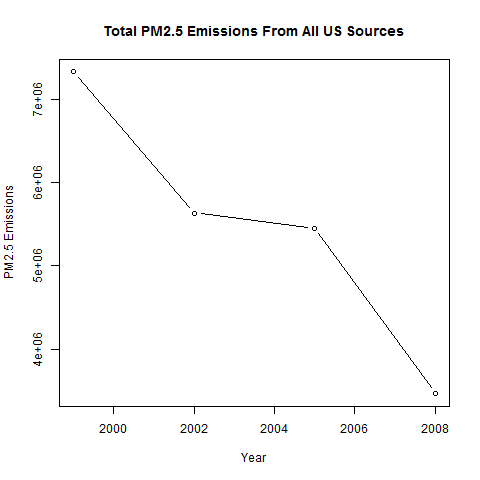 Total PM2.5 Emissions From All US Sources
PM2.5 Emissions
7e+06
6e+06
5e+06
4e+06
2000
2002
2004
2006
2008
Year